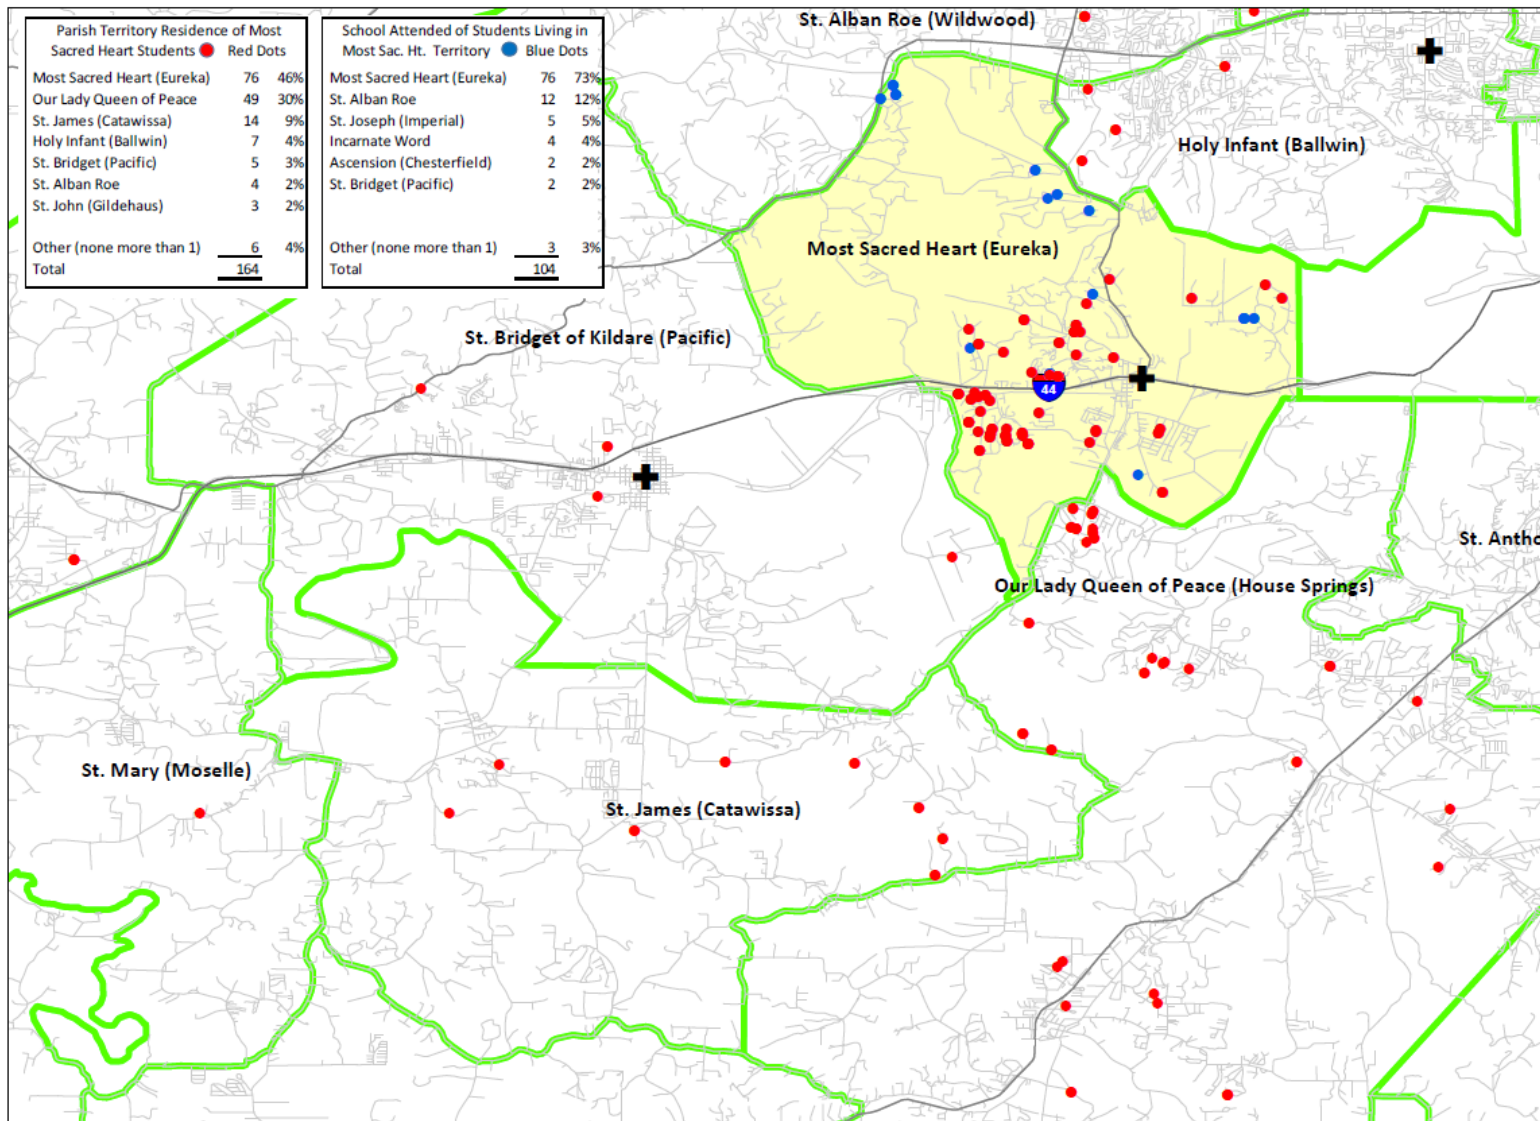 St. Alban Roe (Wildwood)
Parish Territory Residence of Most
Sacred Heart Students Red Dots
Most Sacred Heart (Eureka) 76 46%
Our Lady Queen of Peace 49 30%
St. James (Catawissa) 14 9%
Holy Infant (Ballwin) 7 4%
St. Bridget (Pacific) 5 3%
St. Alban Roe 4 2%
St. John (Gildehaus) 3 2%
Other (none more than 1) 6 4%
Total 164
School Attended of Students Living in
Most Sac. Ht. Territory Blue Dots
Most Sacred Heart (Eureka) 76 73%
St. Alban Roe 12 12%
St. Joseph (Imperial) 5 5%
Incarnate Word 4 4%
Ascension (Chesterfield) 2 2%
St. Bridget (Pacific) 2 2%
Other (none more than 1) 3 3%
Total 104
Holy Infant (Ballwin)
Most Sacred Heart (Eureka)
St. Bridget of Kildare (Pacific)
44
St. Antho
Our Lady Queen of Peace (House Springs)
St. Mary (Moselle)
St. James (Catawissa)